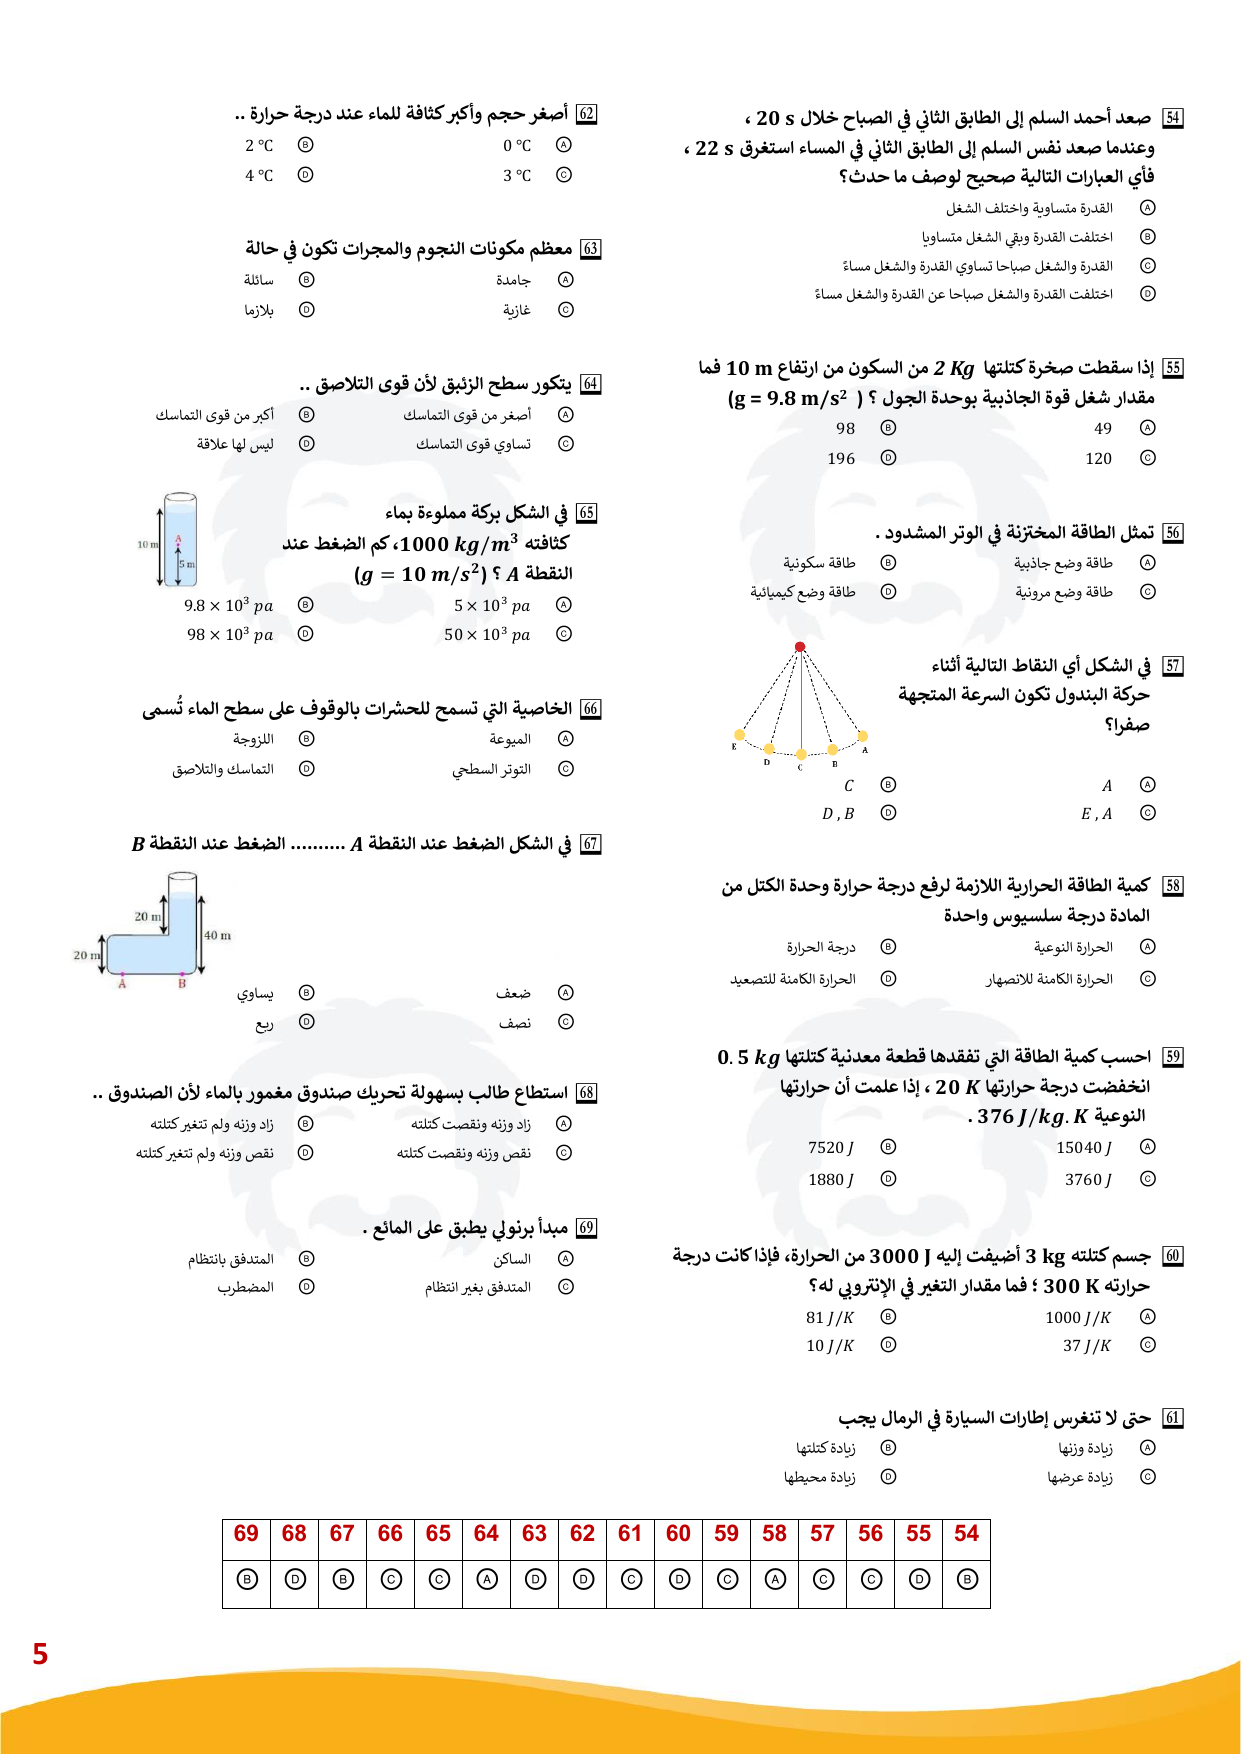 54 صعد أحمد السلم إلى الطابق الثاني في الصباح خلال 20 s ،
وعندما صعد نفس السلم إلى الطابق الثاني في المساء استغرق 22 s ،
فأي العبارات التالية صحيح لوصف ما حدث؟
A القدرة متساوية واختلف الشغل
B اختلفت القدرة وبقي الشغل متساويا
C القدرة والشغل صباحا تساوي القدرة والشغل مساءً
D اختلفت القدرة والشغل صباحا عن القدرة والشغل مساءً
55 إذا سقطت صخرة كتلتها 2 Kg من السكون من ارتفاع 10 m فما
مقدار شغل قوة الجاذبية بوحدة الجول ؟ (g = 9.8 m/s² )
A 49 B 98
C 120 D 196
56 تمثل الطاقة المختزنة في الوتر المشدود .
A طاقة وضع جاذبية B طاقة سكونية
C طاقة وضع مرونية D طاقة وضع كيميائية
57 في الشكل أي النقاط التالية أثناء
حركة البندول تكون السرعة المتجهة
صفرا؟
E D C B A
A A B C
C E , A D D , B
58 كمية الطاقة الحرارية اللازمة لرفع درجة حرارة وحدة الكتل من
المادة درجة سلسيوس واحدة
A الحرارة النوعية B درجة الحرارة
C الحرارة الكامنة للانصهار D الحرارة الكامنة للتصعيد
59 احسب كمية الطاقة التي تفقدها قطعة معدنية كتلتها 0.5 kg
انخفضت درجة حرارتها 20 K ، إذا علمت أن حرارتها
النوعية 376 J/kg.K .
A 15040 J B 7520 J
C 3760 J D 1880 J
60 جسم كتلته 3 kg أضيفت إليه 3000 J من الحرارة، فإذا كانت درجة
حرارته 300 K ؛ فما مقدار التغير في الإنتروبي له؟
A 1000 J/K B 81 J/K
C 37 J/K D 10 J/K
61 حتى لا تنغرس إطارات السيارة في الرمال يجب
A زيادة وزنها B زيادة كتلتها
C زيادة عرضها D زيادة محيطها
62 أصغر حجم وأكبر كثافة للماء عند درجة حرارة ..
A 0 °C B 2 °C
C 3 °C D 4 °C
63 معظم مكونات النجوم والمجرات تكون في حالة
A جامدة B سائلة
C غازية D بلازما
64 يتكور سطح الزئبق لأن قوى التلاصق ..
A أصغر من قوى التماسك B أكبر من قوى التماسك
C تساوي قوى التماسك D ليس لها علاقة
65 في الشكل بركة مملوءة بماء
كثافته 1000 kg/m³، كم الضغط عند
النقطة A ؟ (g = 10 m/s²)
10 m A 5 m
A 5 × 10³ pa B 9.8 × 10³ pa
C 50 × 10³ pa D 98 × 10³ pa
66 الخاصية التي تسمح للحشرات بالوقوف على سطح الماء تُسمى
A الميوعة B اللزوجة
C التوتر السطحي D التماسك والتلاصق
67 في الشكل الضغط عند النقطة A .......... الضغط عند النقطة B
20 m
40 m
20 m
A B
A ضعف B يساوي
C نصف D ربع
68 استطاع طالب بسهولة تحريك صندوق مغمور بالماء لأن الصندوق ..
A زاد وزنه ونقصت كتلته B زاد وزنه ولم تتغير كتلته
C نقص وزنه ونقصت كتلته D نقص وزنه ولم تتغير كتلته
69 مبدأ برنولي يطبق على المائع .
A الساكن B المتدفق بانتظام
C المتدفق بغير انتظام D المضطرب
69 68 67 66 65 64 63 62 61 60 59 58 57 56 55 54
B D B C C A D D C D C A C C D B
5